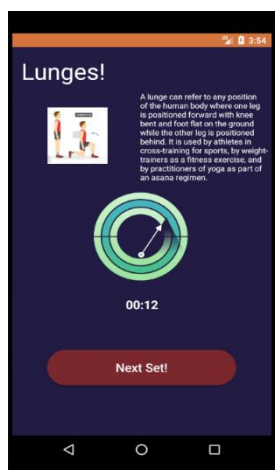 3:54
Lunges!
A lunge can refer to any position
of the human body where one leg
is positioned forward with knee
bent and foot flat on the ground
while the other leg is positioned
behind. It is used by athletes in
cross-training for sports, by weight-
trainers as a fitness exercise, and
by practitioners of yoga as part of
an asana regimen.
00:12
Next Set!